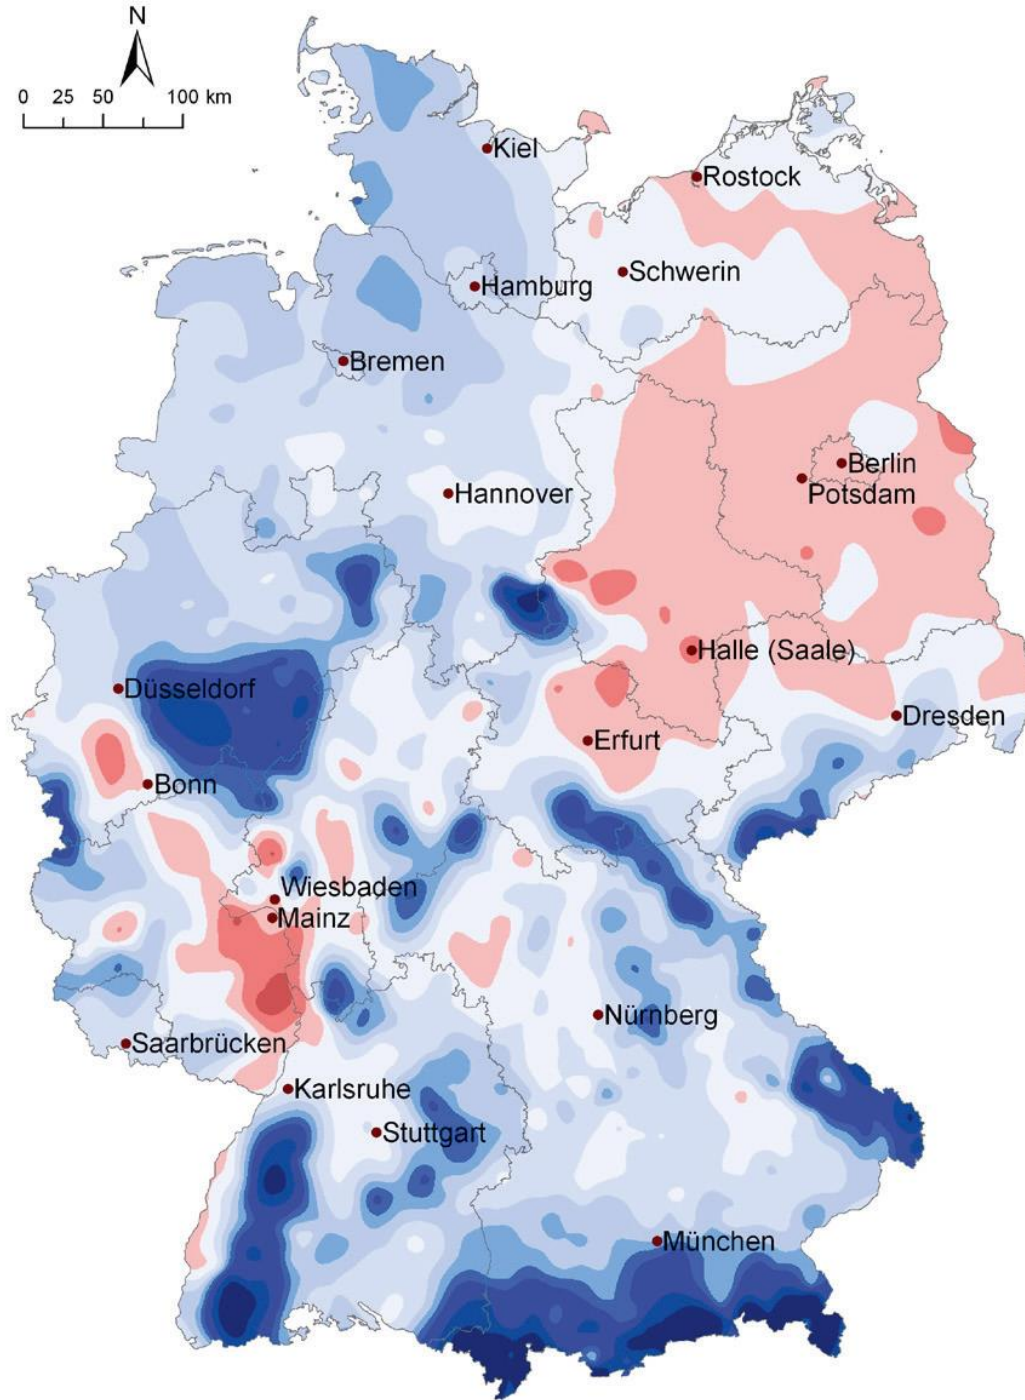 N
0 25 50 100 km
Kiel
Rostock
Schwerin
Hamburg
Bremen
Berlin
Potsdam
Hannover
Halle (Saale)
Düsseldorf
Dresden
Erfurt
Bonn
Wiesbaden
Mainz
Nürnberg
Saarbrücken
Karlsruhe
Stuttgart
München